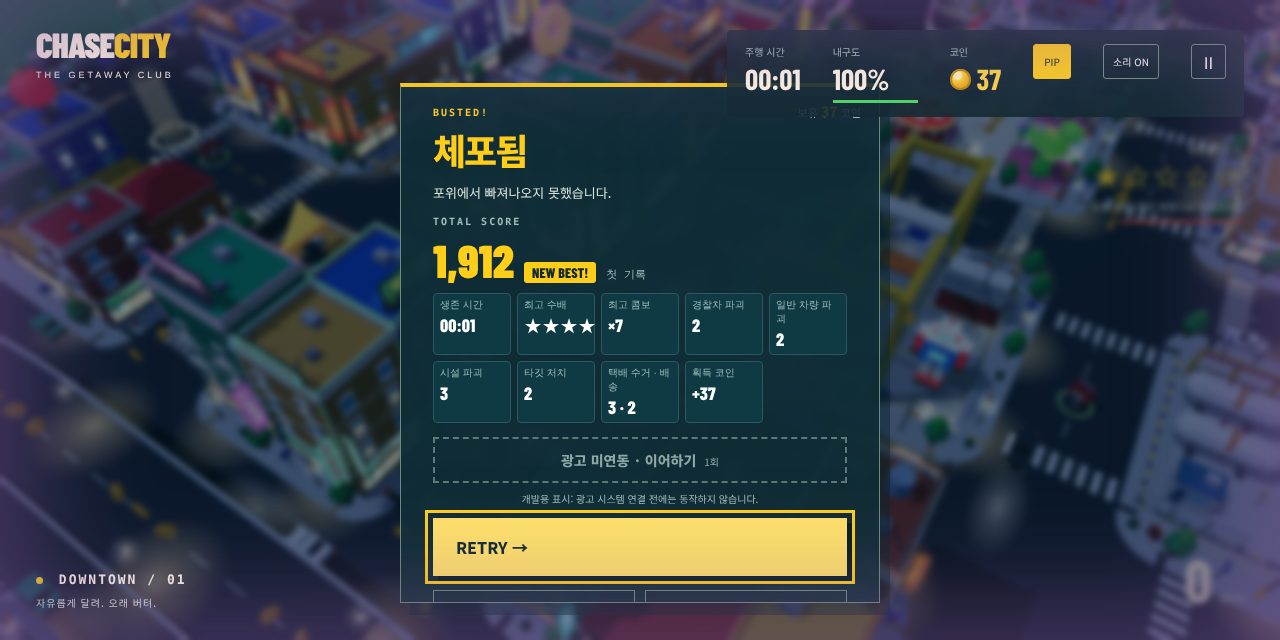 CHASECITY
THE GETAWAY CLUB
주행 시간
00:01
내구도
100%
코인
37
PIP
소리 ON
보유 37 코인
BUSTED!
체포됨
포위에서 빠져나오지 못했습니다.
TOTAL SCORE
1,912 NEW BEST! 첫 기록
생존 시간
00:01
최고 수배
★★★★
최고 콤보
×7
경찰차 파괴
2
일반 차량 파
괴
2
시설 파괴
3
타깃 처치
2
택배 수거 · 배
송
3 · 2
획득 코인
+37
광고 미연동 · 이어하기 1회
개발용 표시: 광고 시스템 연결 전에는 동작하지 않습니다.
RETRY →
DOWNTOWN / 01
자유롭게 달려. 오래 버텨.
0